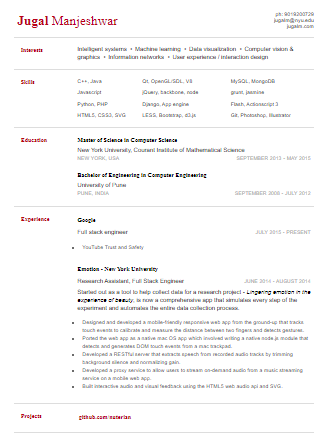 Jugal Manjeshwar
jugalm@nyu.edu
jugalm.com
Interests
Intelligent systems • Machine learning • Data visualization • Computer vision &
graphics • Information networks • User experience / interaction design
Skills
C++, Java
Qt, OpenGL/SDL, V8
MySQL, MongoDB
Javascript
jQuery, backbone, node
grunt, jasmine
Python, PHP
Django, App engine
Flash, Actionscript 3
HTML5, CSS3, SVG
LESS, Bootstrap, d3.js
Git, Photoshop, Illustrator
Education
Master of Science in Computer Science
New York University, Courant Institute of Mathematical Science
NEW YORK, USA
SEPTEMBER 2013 - MAY 2015
Bachelor of Engineering in Computer Engineering
University of Pune
PUNE, INDIA
SEPTEMBER 2008 - JULY 2012
Experience
Google
Full stack engineer
JULY 2015 - PRESENT
• YouTube Trust and Safety
Emotion - New York University
Research Assistant, Full Stack Engineer
JUNE 2014 - AUGUST 2014
Started out as a tool to help collect data for a research project - Lingering emotion in the
experience of beauty, is now a comprehensive app that simulates every step of the
experiment and automates the entire data collection process.
• Designed and developed a mobile-friendly responsive web app from the ground-up that tracks
touch events to calibrate and measure the distance between two fingers and detects gestures.
• Ported the web app as a native mac OS app which involved writing a native node.js module that
detects and generates DOM touch events from a mac trackpad.
• Developed a RESTful server that extracts speech from recorded audio tracks by trimming
background silence and normalizing gain.
• Developed a proxy service to allow users to stream on-demand audio from a music streaming
service on a mobile web app.
• Built interactive audio and visual feedback using the HTML5 web audio api and SVG.
Projects
github.com/nuterian